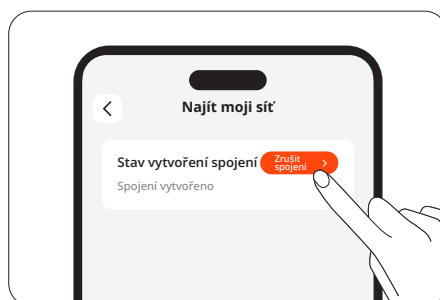 Najít moji síť
Stav vytvoření spojení
Zrušit
spojení
Spojení vytvořeno